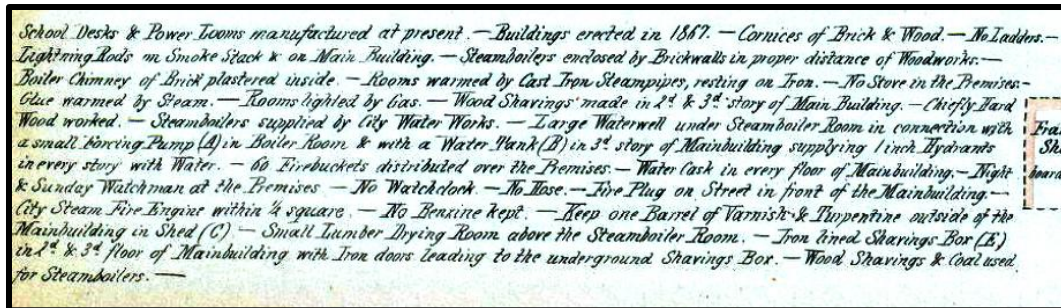 School Desks & Power Looms manufactured at present. — Buildings erected in 1867. — Cornices of Brick & Wood. — No Ladders. —
Lightning Rods on Smoke Stack & on Main Building. — Steamboilers enclosed by Brickwalls in proper distance of Woodworks. —
Boiler Chimney of Brick plastered inside. — Rooms warmed by Cast Iron Steampipes, resting on Iron. — No Stove in the Premises —
Glue warmed by Steam. — Rooms lighted by Gas. — Wood Shavings made in 2d & 3d story of Main Building. — Chiefly Hard
Wood worked. — Steamboilers supplied by City Water Works. — Large Waterwell under Steamboiler Room in connection with
a small Forcing Pump (A) in Boiler Room & with a Water Tank (B) in 3d story of Mainbuilding supplying 1 inch Hydrants
in every story with Water. — 60 Firebuckets distributed over the Premises. — Water Cask in every floor of Mainbuilding. — Night
& Sunday Watchman at the Premises — No Watchclock. — No Hose. — Fire Plug on Street in front of the Mainbuilding. —
City Steam Fire Engine within ½ square. — No Benzine kept. — Keep one Barrel of Varnish & Turpentine outside of the
Mainbuilding in Shed (C). — Small Lumber Drying Room above the Steamboiler Room. — Iron lined Shavings Box (E)
in 2d & 3d floor of Mainbuilding with Iron doors leading to the underground Shavings Box. — Wood Shavings & Coal used
for Steamboilers. —